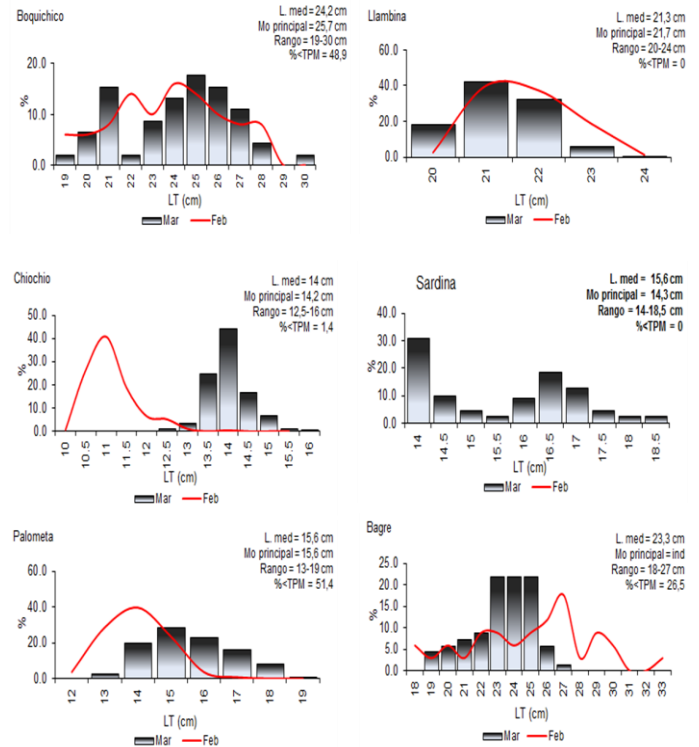 Boquichico
L. med = 24,2 cm
Mo principal = 25,7 cm
Rango = 19-30 cm
%<TPM = 48,9
20.0
10.0
0.0
%
19 20 21 22 23 24 25 26 27 28 29 30
LT (cm)
Mar Feb
Llambina
L. med = 21,3 cm
Mo principal = 21,7 cm
Rango = 20-24 cm
%<TPM = 0
60.0
40.0
20.0
0.0
%
20 21 22 23 24
LT (cm)
Mar Feb
Chiochio
L. med = 14 cm
Mo principal = 14,2 cm
Rango = 12,5-16 cm
%<TPM = 1,4
50.0
40.0
30.0
20.0
10.0
0.0
%
10 10.5 11 11.5 12 12.5 13 13.5 14 14.5 15 15.5 16
LT (cm)
Mar Feb
Sardina
L. med = 15,6 cm
Mo principal = 14,3 cm
Rango = 14-18,5 cm
%<TPM = 0
40.0
30.0
20.0
10.0
0.0
%
14 14.5 15 15.5 16 16.5 17 17.5 18 18.5
LT (cm)
Mar Feb
Palometa
L. med = 15,6 cm
Mo principal = 15,6 cm
Rango = 13-19 cm
%<TPM = 51,4
60.0
40.0
20.0
0.0
%
12 13 14 15 16 17 18 19
LT (cm)
Mar Feb
Bagre
L. med = 23,3 cm
Mo principal = ind
Rango = 18-27 cm
%<TPM = 26,5
25.0
20.0
15.0
10.0
5.0
0.0
%
18 19 20 21 22 23 24 25 26 27 28 29 30 31 32 33
LT (cm)
Mar Feb